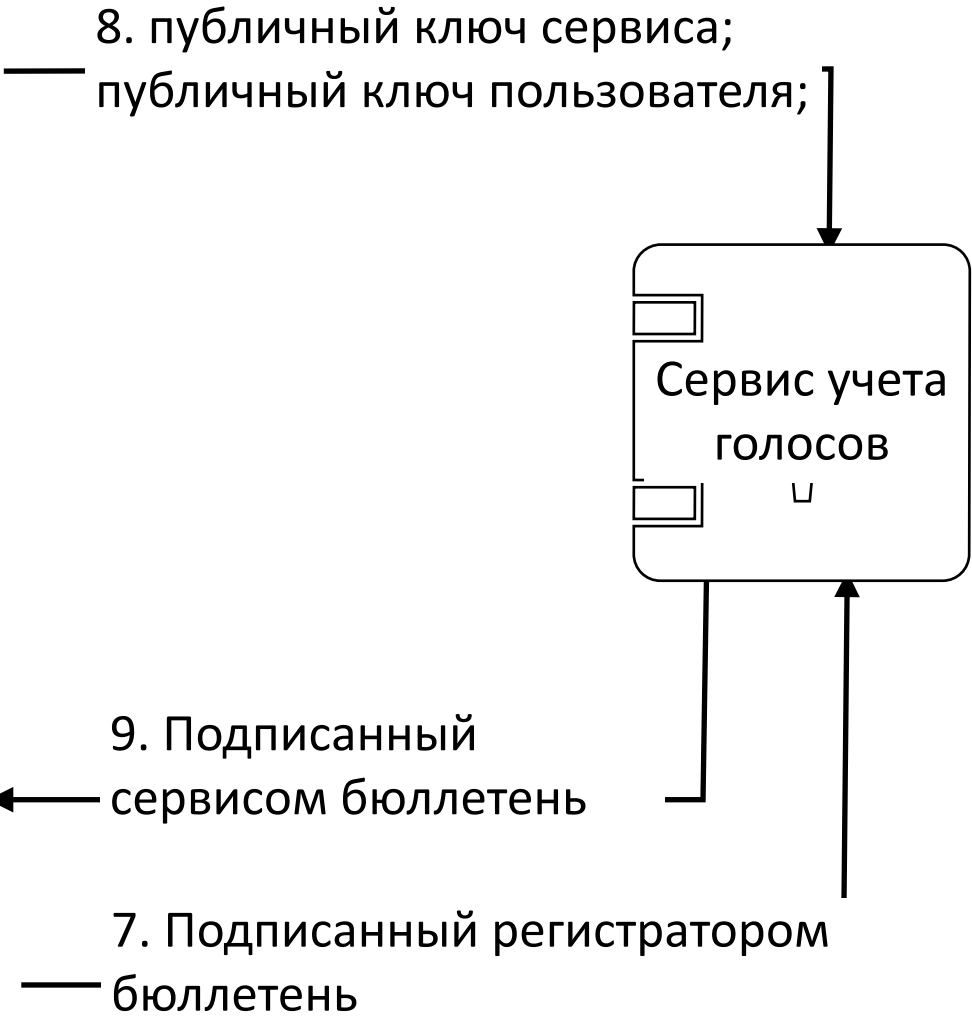 8. публичный ключ сервиса;
публичный ключ пользователя;
Сервис учета
голосов
9. Подписанный
сервисом бюллетень
7. Подписанный регистратором
бюллетень